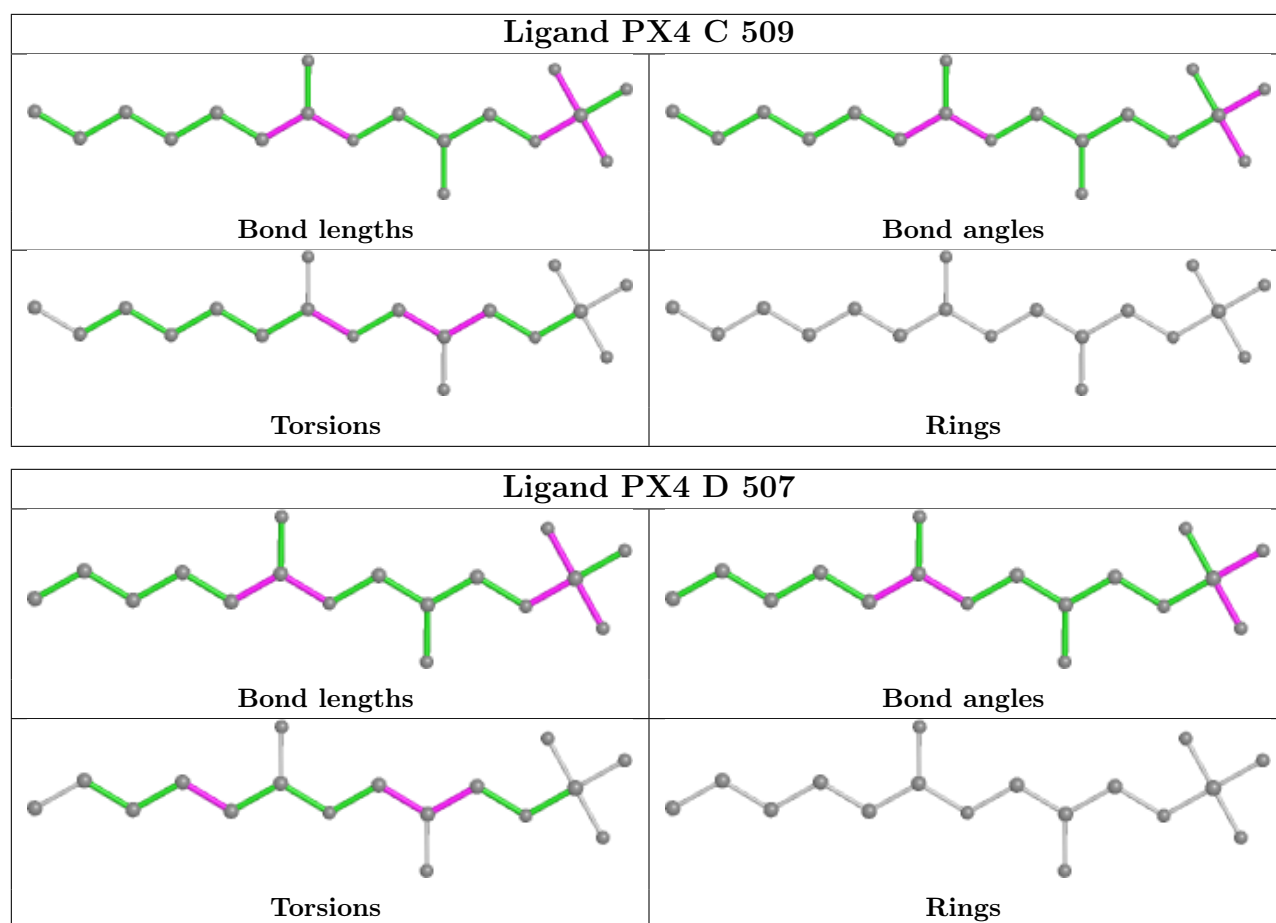 Ligand PX4 C 509
Bond lengths
Bond angles
Torsions
Rings
Ligand PX4 D 507
Bond lengths
Bond angles
Torsions
Rings